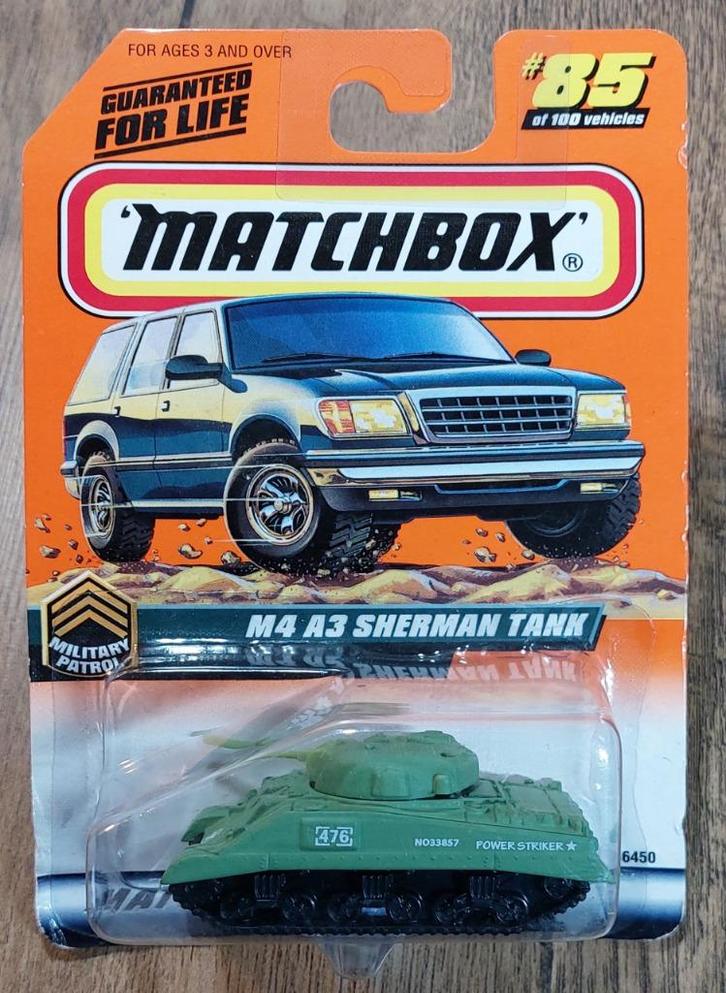 FOR AGES 3 AND OVER
GUARANTEED
FOR LIFE
#85
of 100 vehicles
'MATCHBOX'®
M4 A3 SHERMAN TANK
MILITARY
PATROL
476
NO33857
POWER STRIKER ★
6450